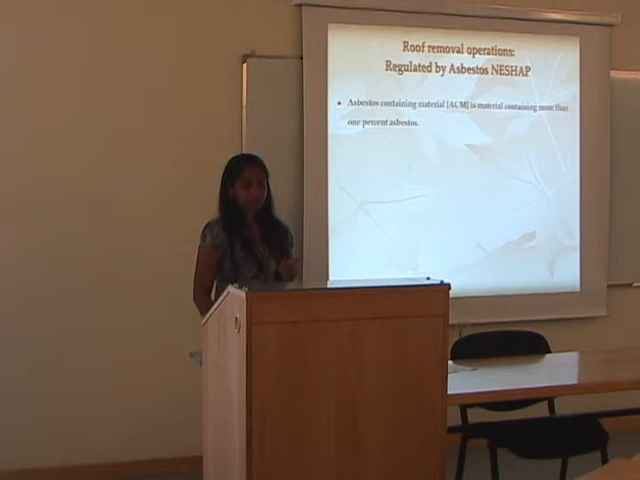 Roof removal operations:
Regulated by Asbestos NESHAP
• Asbestos containing material [ACM] is material containing more than
one percent asbestos.